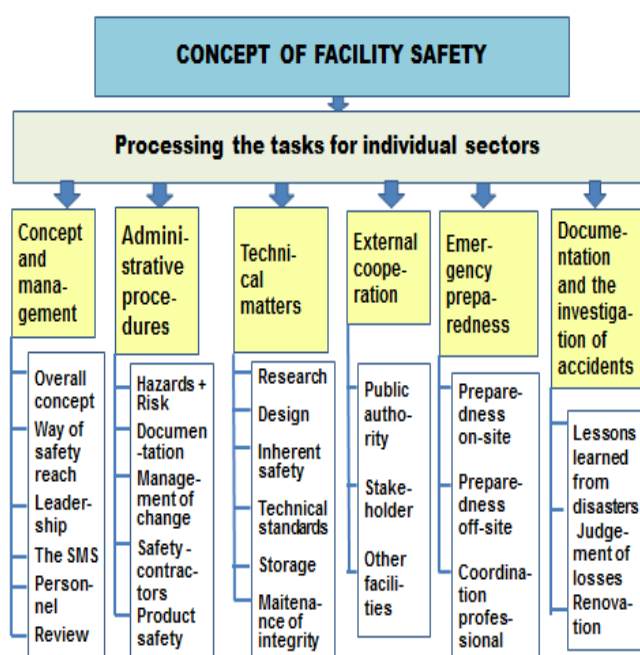 CONCEPT OF FACILITY SAFETY
Processing the tasks for individual sectors
Concept
and
mana-
gement
Overall
concept
Way of
safety
reach
Leader-
ship
The SMS
Person-
nel
Review
Admini-
strative
proce-
dures
Hazards +
Risk
Documen
-tation
Manage-
ment of
change
Safety -
contrac-
tors
Product
safety
Techni-
cal
matters
Research
Design
Inherent
safety
Technical
standards
Storage
Maitena-
nce of
integrity
External
coope-
ration
Public
autho-
rity
Stake-
holder
Other
facili-
ties
Emer-
gency
prepa-
redness
Prepare-
dness
on-site
Prepare-
dness
off-site
Coordina
tion
profes-
sional
Docume-
ntation
and the
investiga-
tion of
accidents
Lessons
learned
from
disasters
Judge-
ment of
losses
Renova-
tion